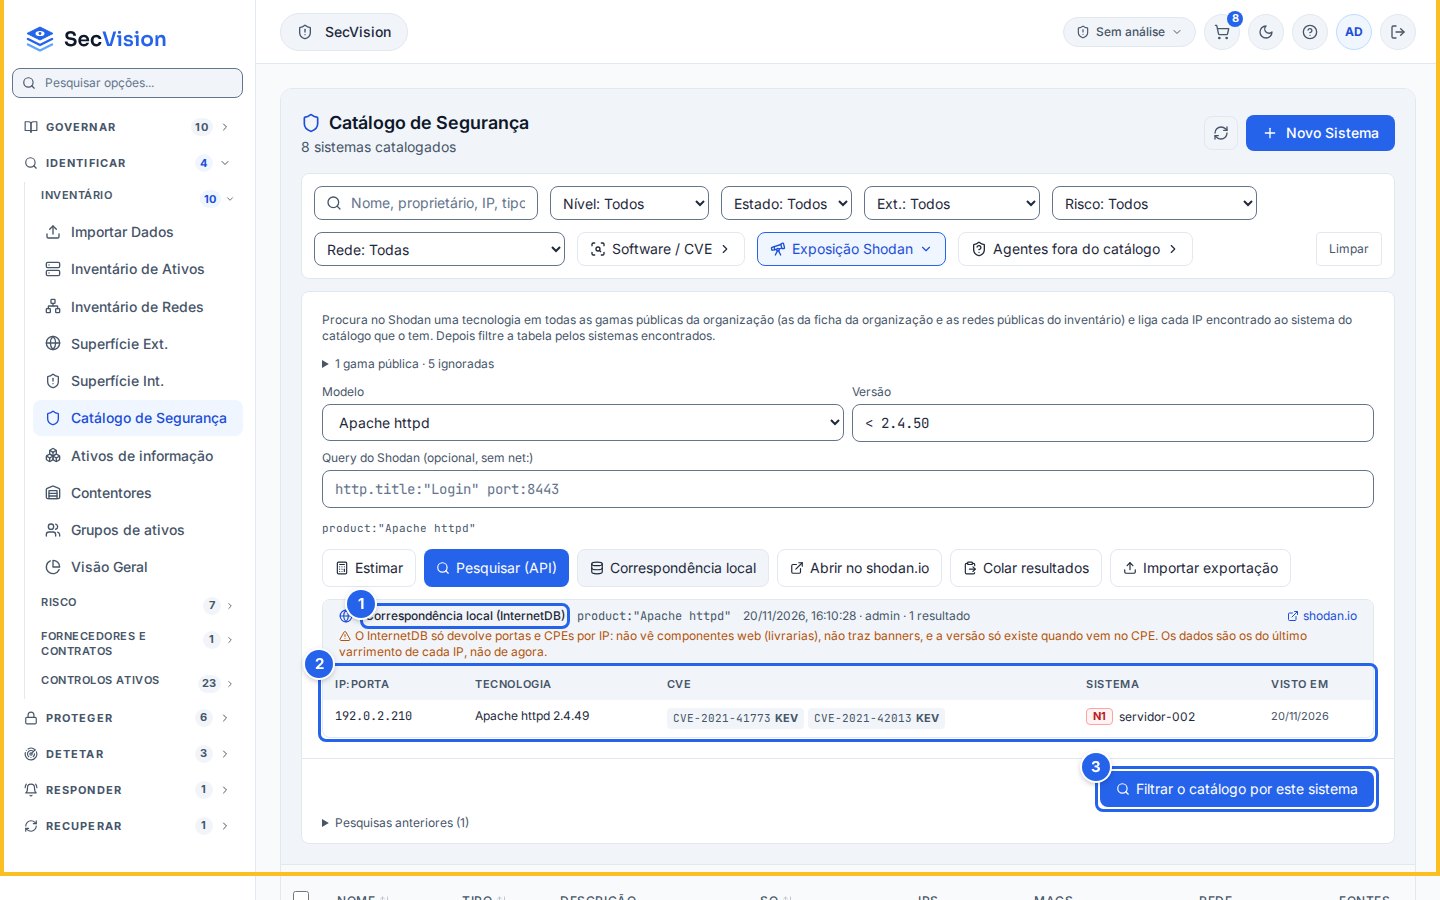 SecVision
SecVision
Sem análise
8
AD
Pesquisar opções...
GOVERNAR 10
IDENTIFICAR 4
INVENTÁRIO 10
Importar Dados
Inventário de Ativos
Inventário de Redes
Superfície Ext.
Superfície Int.
Catálogo de Segurança
Ativos de informação
Contentores
Grupos de ativos
Visão Geral
RISCO 7
FORNECEDORES E
CONTRATOS 1
CONTROLOS ATIVOS 23
PROTEGER 6
DETETAR 3
RESPONDER 1
RECUPERAR 1
Catálogo de Segurança
8 sistemas catalogados
Novo Sistema
Nome, proprietário, IP, tipo
Nível: Todos
Estado: Todos
Ext.: Todos
Risco: Todos
Rede: Todas
Software / CVE
Exposição Shodan
Agentes fora do catálogo
Limpar
Procura no Shodan uma tecnologia em todas as gamas públicas da organização (as da ficha da organização e as redes públicas do inventário) e liga cada IP encontrado ao sistema do
catálogo que o tem. Depois filtre a tabela pelos sistemas encontrados.
1 gama pública · 5 ignoradas
Modelo
Versão
Apache httpd
< 2.4.50
Query do Shodan (opcional, sem net:)
http.title:"Login" port:8443
product:"Apache httpd"
Estimar
Pesquisar (API)
Correspondência local
Abrir no shodan.io
Colar resultados
Importar exportação
1
Correspondência local (InternetDB) product:"Apache httpd" 20/11/2026, 16:10:28 · admin · 1 resultado
shodan.io
O InternetDB só devolve portas e CPEs por IP: não vê componentes web (livrarias), não traz banners, e a versão só existe quando vem no CPE. Os dados são os do último
varrimento de cada IP, não de agora.
2
IP:PORTA TECNOLOGIA CVE SISTEMA VISTO EM
192.0.2.210 Apache httpd 2.4.49 CVE-2021-41773 KEV CVE-2021-42013 KEV N1 servidor-002 20/11/2026
3
Filtrar o catálogo por este sistema
Pesquisas anteriores (1)
NOME TIPO DESCRIÇÃO SO IPS MACS REDE FONTES